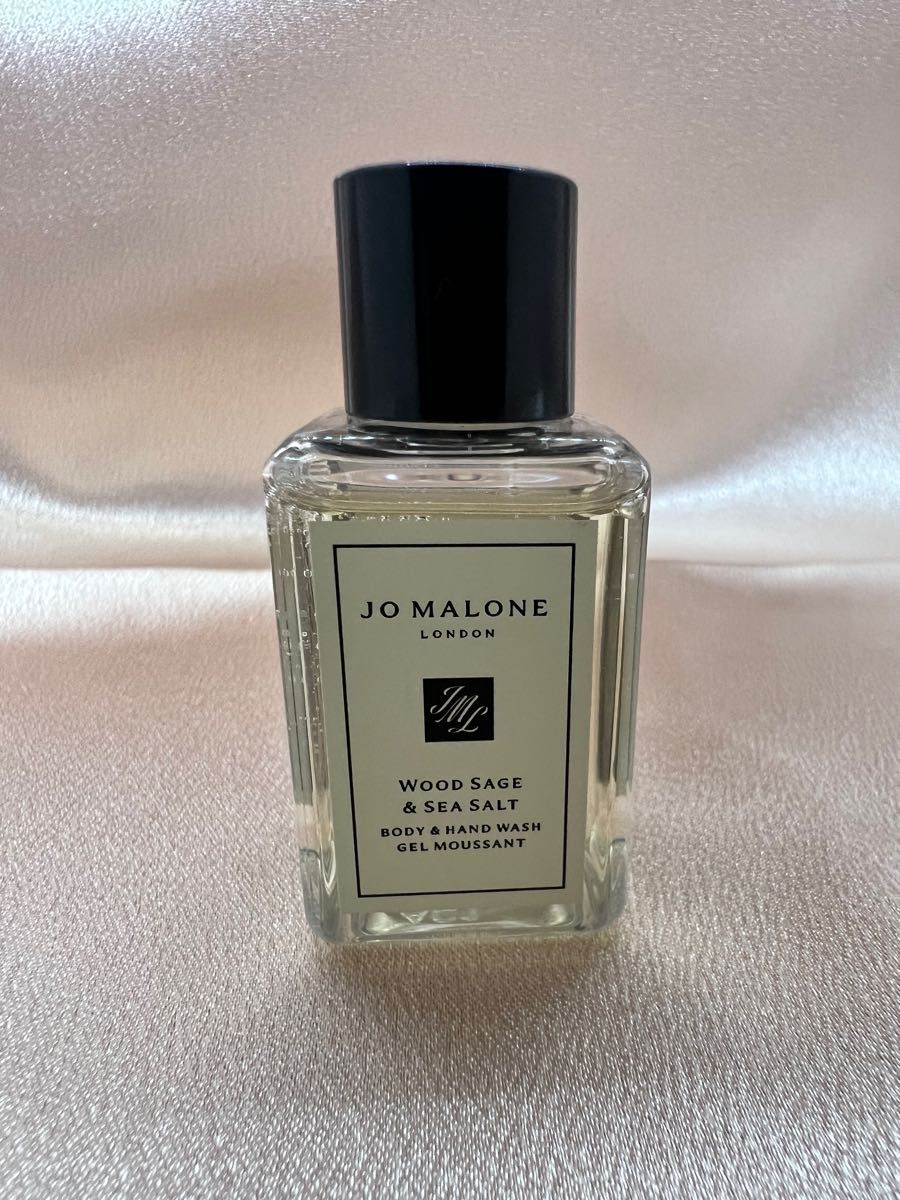 JO MALONE
LONDON
JML
WOOD SAGE
& SEA SALT
BODY & HAND WASH
GEL MOUSSANT